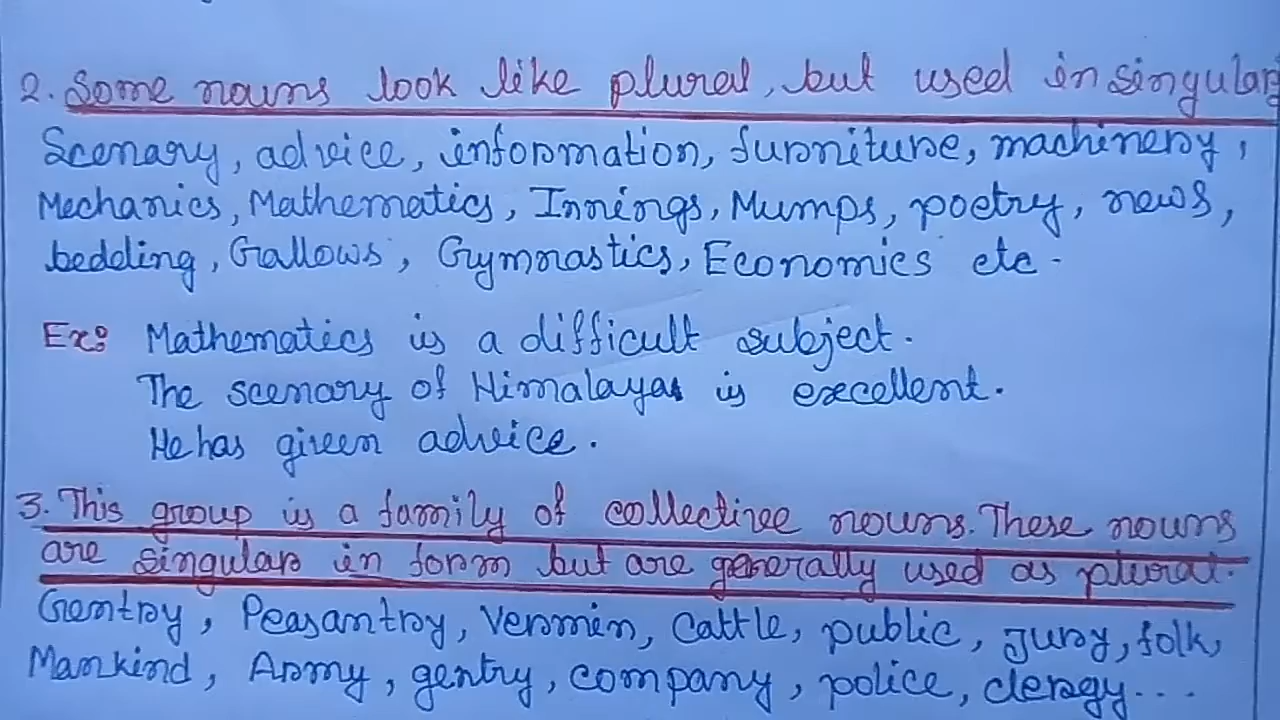 2. Some nouns look like plural, but used in singular
Scenary, advice, information, furniture, machinery,
Mechanics, Mathematics, Innings, Mumps, poetry, news,
bedding, Gallows, Gymnastics, Economics etc.
Ex: Mathematics is a difficult subject.
The scenary of Himalayas is excellent.
He has given advice.
3. This group is a family of collective nouns. These nouns
are singular in form but are generally used as plural.
Gentry, Peasantry, Vermin, Cattle, public, Jury, folk,
Mankind, Army, gentry, company, police, clergy...